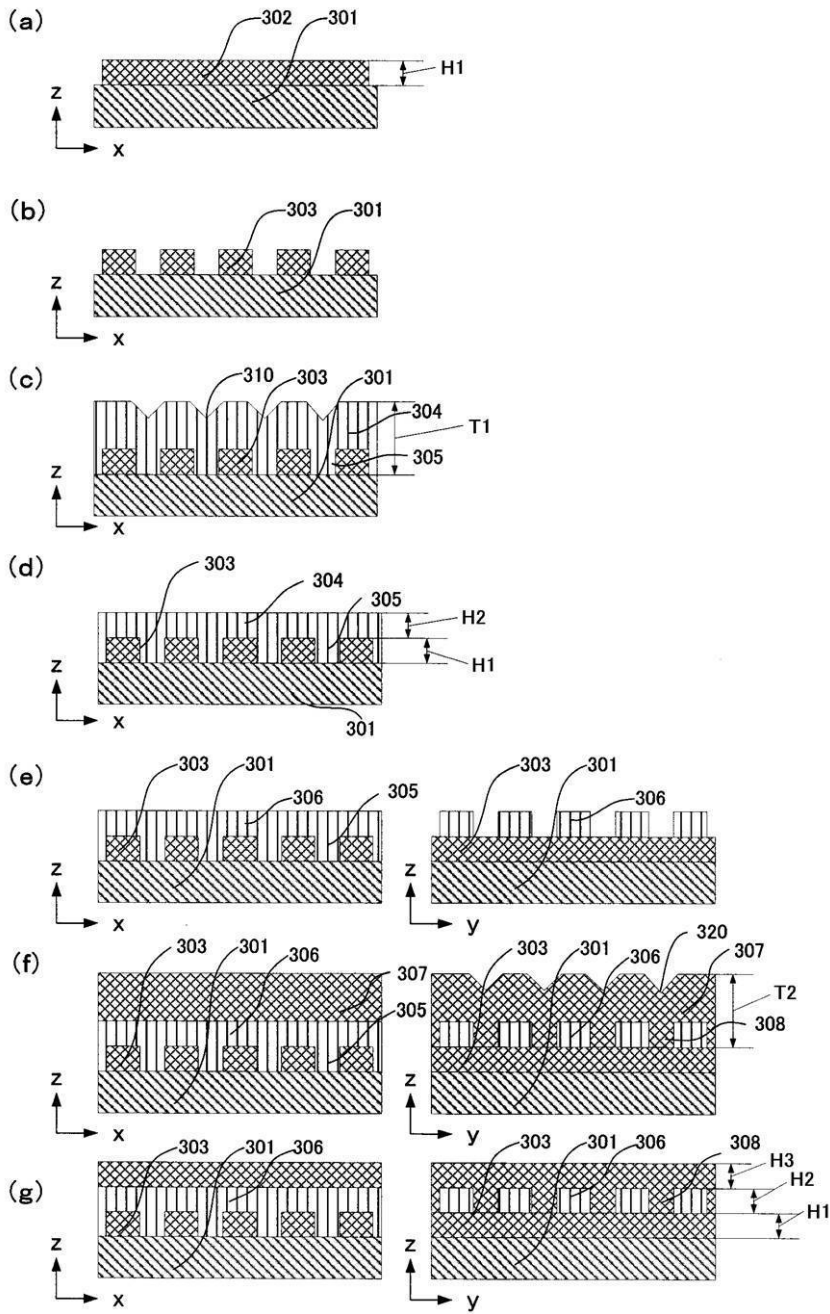 (a)
302 301
H1
z
x
(b)
303 301
z
x
(c)
310 303 301
304
T1
305
z
x
(d)
303
304
305
H2
H1
z
x
301
(e)
303 301
306 305
z
x
303 301
306
z
y
(f)
303 301 306
307
305
z
x
303 301 306 320
307
T2
308
z
y
(g)
303 301 306
z
x
303 301 306 308
H3
H2
H1
z
y